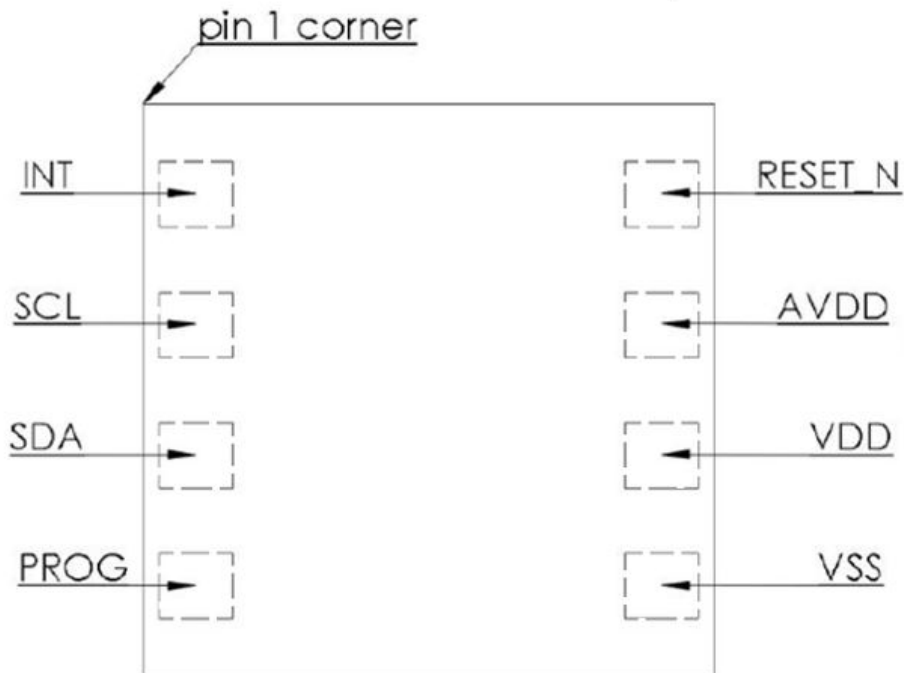 pin 1 corner
INT
RESET_N
SCL
AVDD
SDA
VDD
PROG
VSS